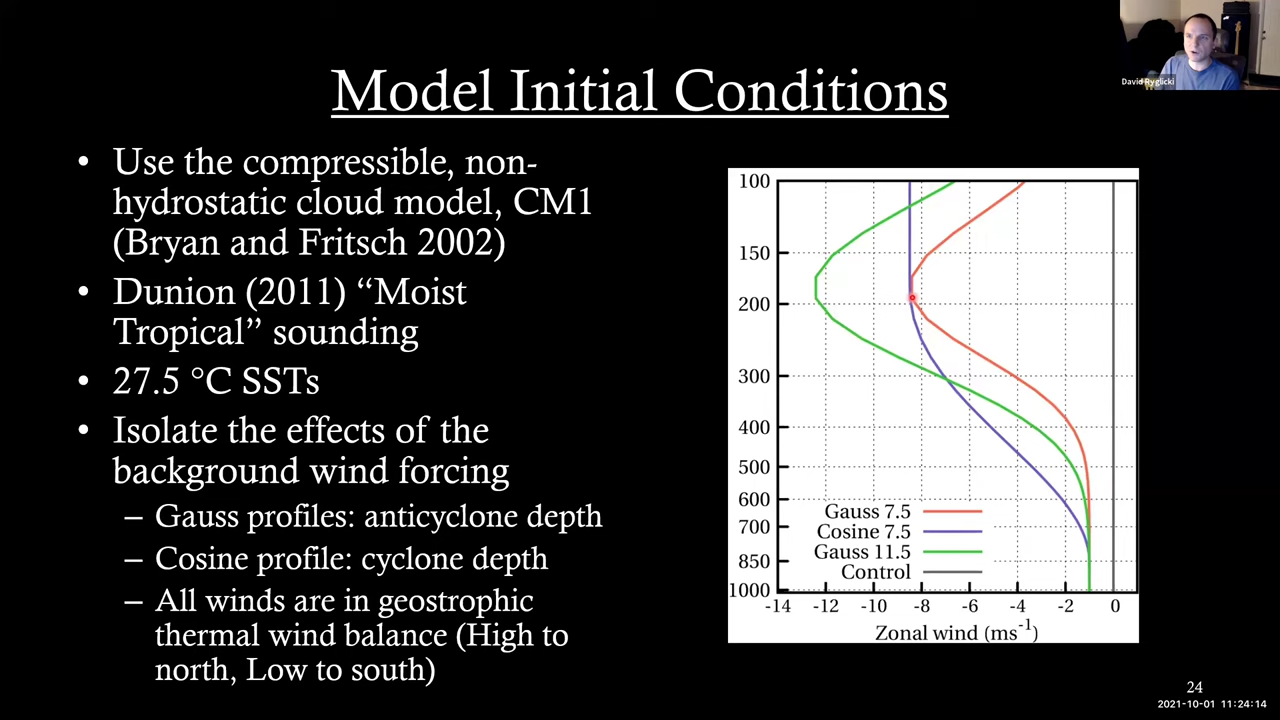 David Ryglicki
Model Initial Conditions
• Use the compressible, non-
hydrostatic cloud model, CM1
(Bryan and Fritsch 2002)
• Dunion (2011) “Moist
Tropical” sounding
• 27.5 °C SSTs
• Isolate the effects of the
background wind forcing
– Gauss profiles: anticyclone depth
– Cosine profile: cyclone depth
– All winds are in geostrophic
thermal wind balance (High to
north, Low to south)
100
150
200
300
400
500
600
700
850
1000
Gauss 7.5
Cosine 7.5
Gauss 11.5
Control
-14 -12 -10 -8 -6 -4 -2 0
Zonal wind (ms-1)
24
2021-10-01 11:24:14